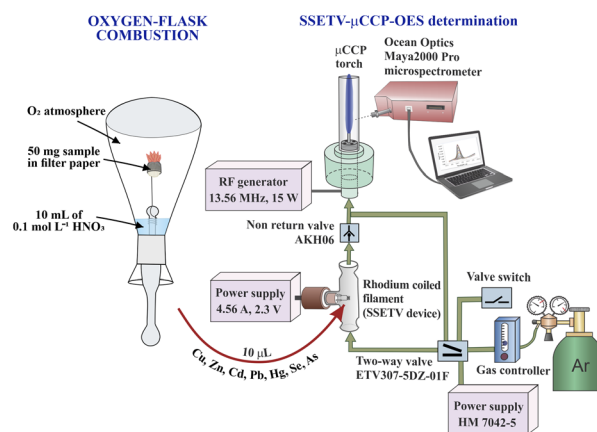 OXYGEN-FLASK
COMBUSTION
O₂ atmosphere
50 mg sample
in filter paper
10 mL of
0.1 mol L⁻¹ HNO₃
SSETV-μCCP-OES determination
μCCP
torch
Ocean Optics
Maya2000 Pro
microspectrometer
RF generator
13.56 MHz, 15 W
Non return valve
AKH06
Power supply
4.56 A, 2.3 V
Rhodium coiled
filament
(SSETV device)
Valve switch
10 μL
Cu, Zn, Cd, Pb, Hg, Se, As
Two-way valve
ETV307-5DZ-01F
Gas controller
Ar
Power supply
HM 7042-5